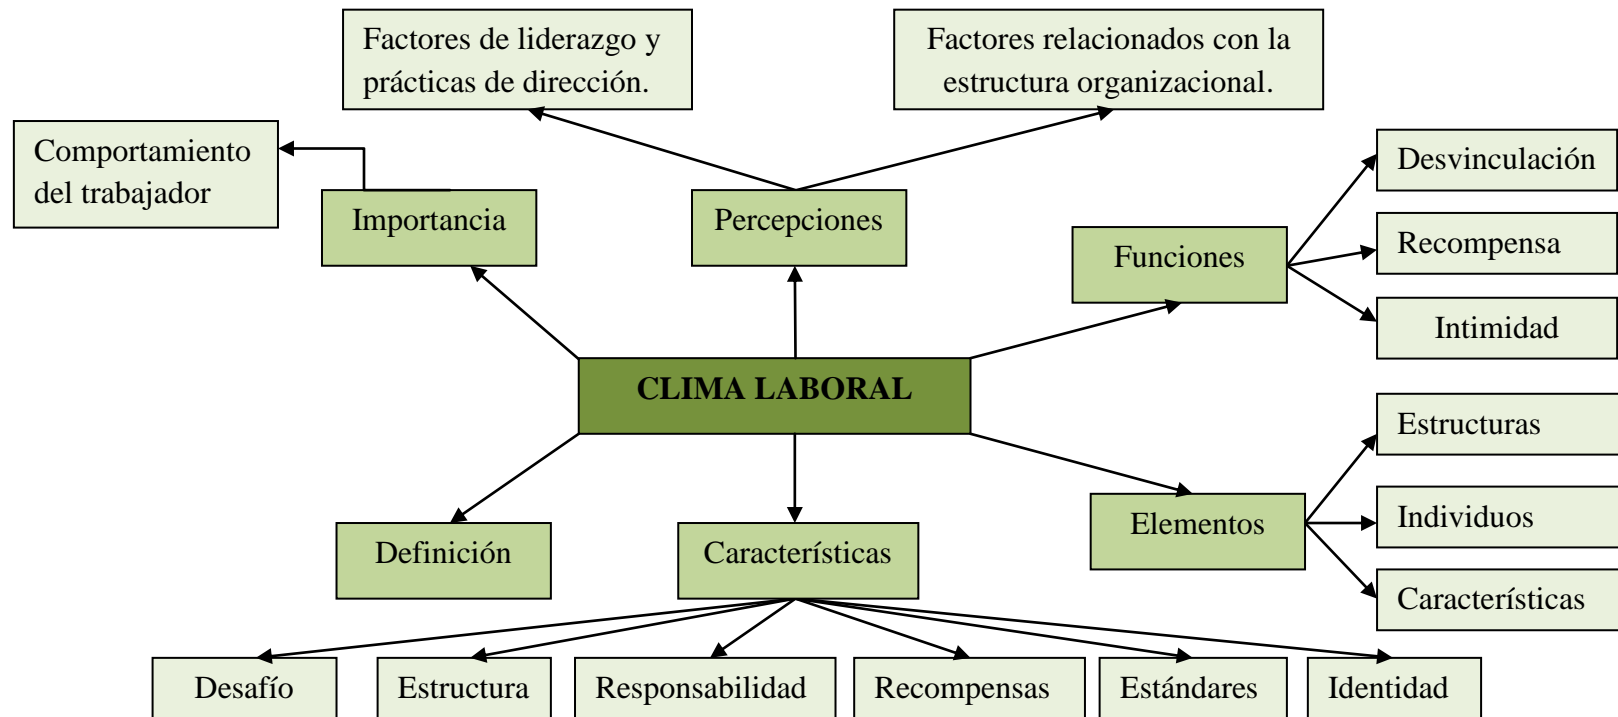 Factores de liderazgo y
prácticas de dirección.
Factores relacionados con la
estructura organizacional.
Comportamiento
del trabajador
Importancia
Percepciones
Funciones
Desvinculación
Recompensa
Intimidad
CLIMA LABORAL
Definición
Características
Elementos
Estructuras
Individuos
Características
Desafío
Estructura
Responsabilidad
Recompensas
Estándares
Identidad